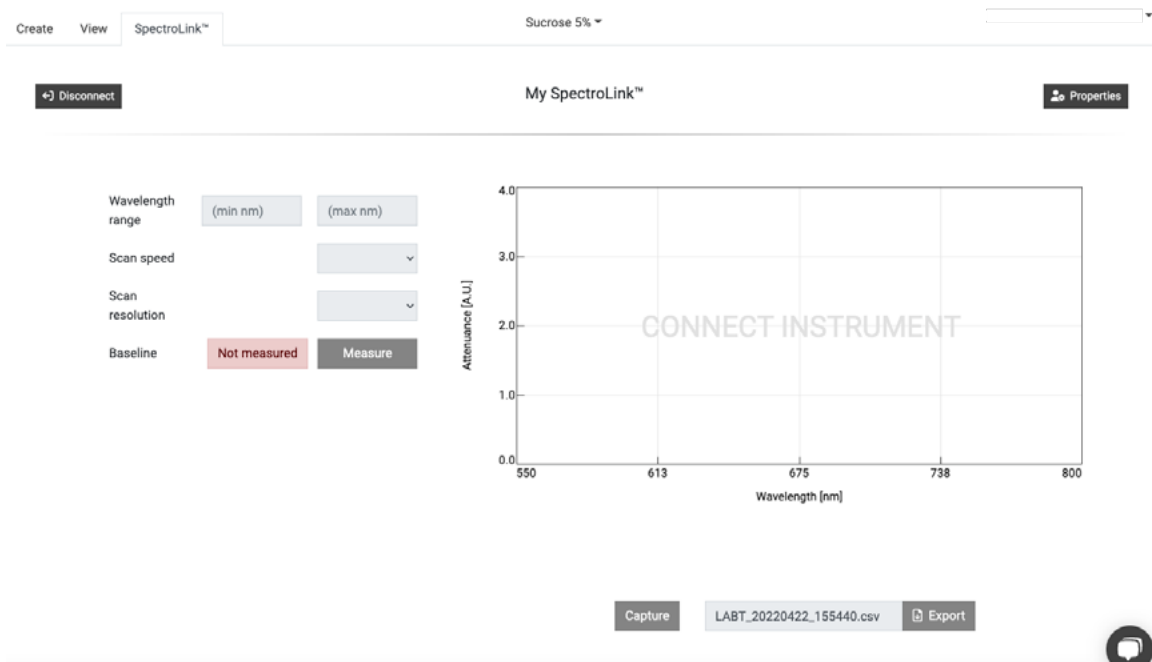 Create View SpectroLink™ Sucrose 5%
Disconnect My SpectroLink™ Properties
Wavelength
range (min nm) (max nm)
Scan speed
Scan
resolution
Baseline Not measured Measure
4.0
3.0
2.0
1.0
0.0
Attenuance [A.U.]
CONNECT INSTRUMENT
550 613 675 738 800
Wavelength [nm]
Capture LABT_20220422_155440.csv Export